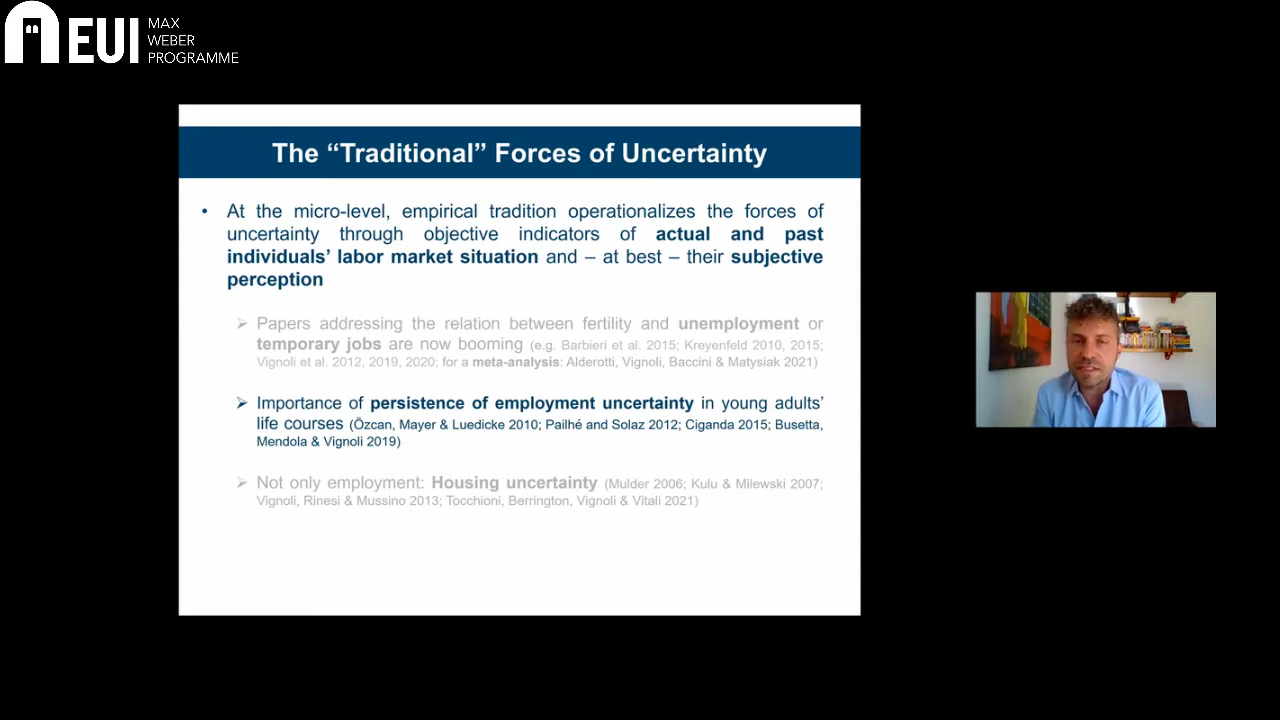 EUI
MAX
WEBER
PROGRAMME
The “Traditional” Forces of Uncertainty
• At the micro-level, empirical tradition operationalizes the forces of
uncertainty through objective indicators of actual and past
individuals’ labor market situation and – at best – their subjective
perception
➢ Papers addressing the relation between fertility and unemployment or
temporary jobs are now booming (e.g. Barbieri et al. 2015; Kreyenfeld 2010, 2015;
Vignoli et al. 2012, 2019, 2020; for a meta-analysis: Alderotti, Vignoli, Baccini & Matysiak 2021)
➢ Importance of persistence of employment uncertainty in young adults’
life courses (Özcan, Mayer & Luedicke 2010; Pailhé and Solaz 2012; Ciganda 2015; Busetta,
Mendola & Vignoli 2019)
➢ Not only employment: Housing uncertainty (Mulder 2006; Kulu & Milewski 2007;
Vignoli, Rinesi & Mussino 2013; Tocchioni, Berrington, Vignoli & Vitali 2021)